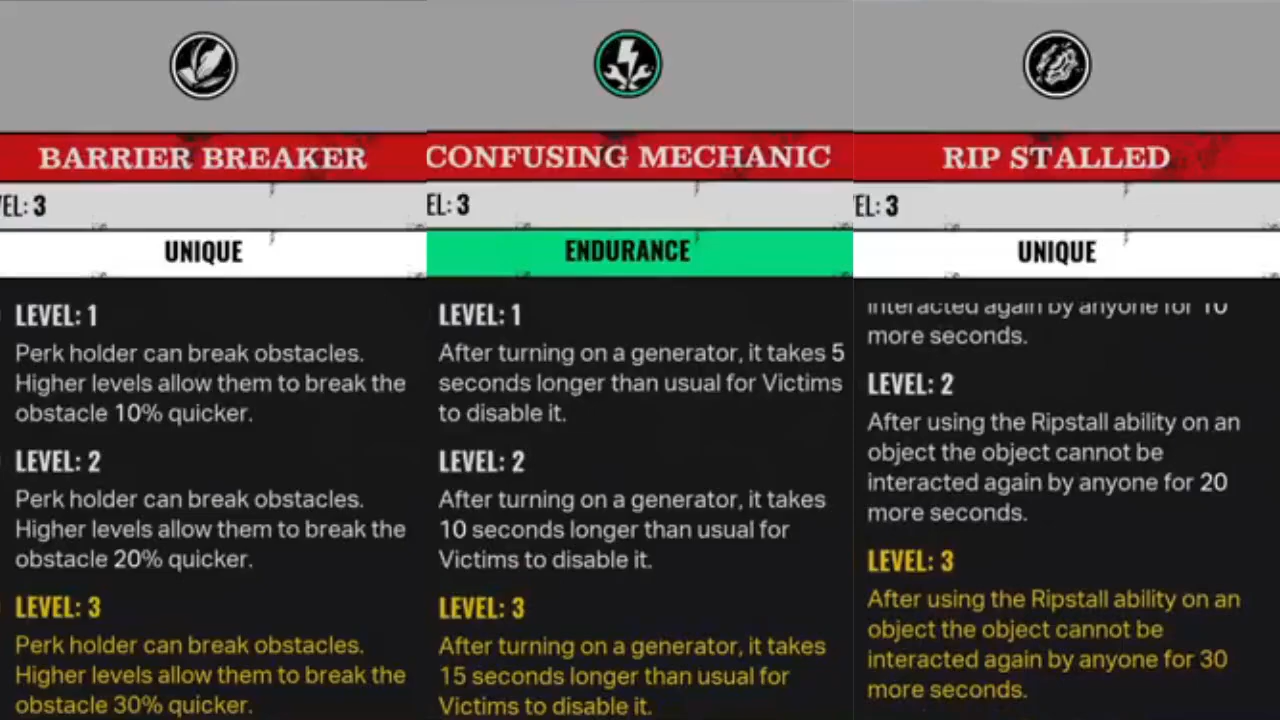 BARRIER BREAKER
EL: 3
UNIQUE
LEVEL: 1
Perk holder can break obstacles.
Higher levels allow them to break the
obstacle 10% quicker.
LEVEL: 2
Perk holder can break obstacles.
Higher levels allow them to break the
obstacle 20% quicker.
LEVEL: 3
Perk holder can break obstacles.
Higher levels allow them to break the
obstacle 30% quicker.
CONFUSING MECHANIC
EL: 3
ENDURANCE
LEVEL: 1
After turning on a generator, it takes 5
seconds longer than usual for Victims
to disable it.
LEVEL: 2
After turning on a generator, it takes
10 seconds longer than usual for
Victims to disable it.
LEVEL: 3
After turning on a generator, it takes
15 seconds longer than usual for
Victims to disable it.
RIP STALLED
EL: 3
UNIQUE
interacted again by anyone for 10
more seconds.
LEVEL: 2
After using the Ripstall ability on an
object the object cannot be
interacted again by anyone for 20
more seconds.
LEVEL: 3
After using the Ripstall ability on an
object the object cannot be
interacted again by anyone for 30
more seconds.